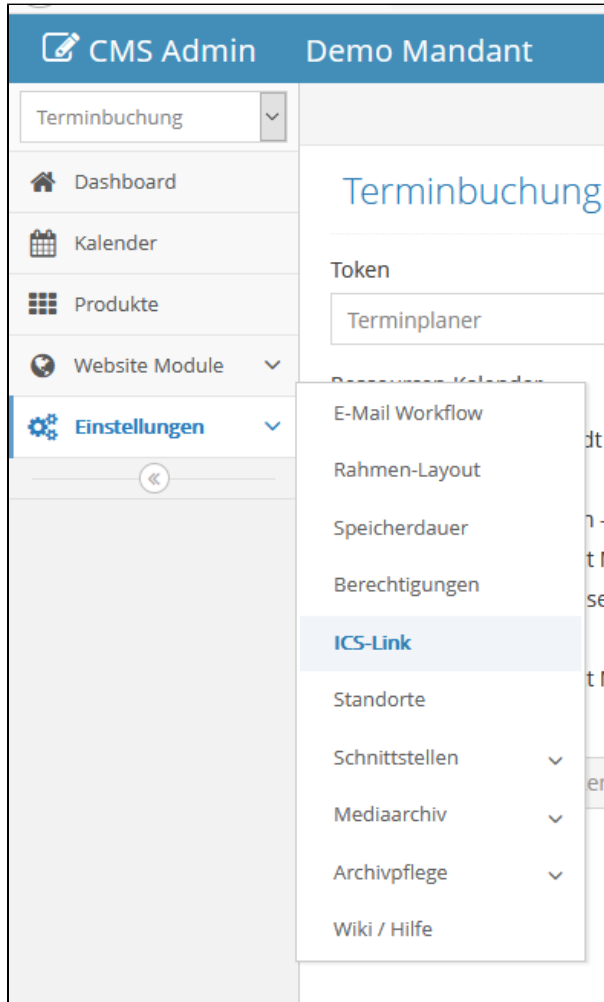 CMS Admin Demo Mandant
Terminbuchung
Dashboard
Kalender
Produkte
Website Module
Einstellungen
Terminbuchung
Token
Terminplaner
E-Mail Workflow
Rahmen-Layout
Speicherdauer
Berechtigungen
ICS-Link
Standorte
Schnittstellen
Mediaarchiv
Archivpflege
Wiki / Hilfe